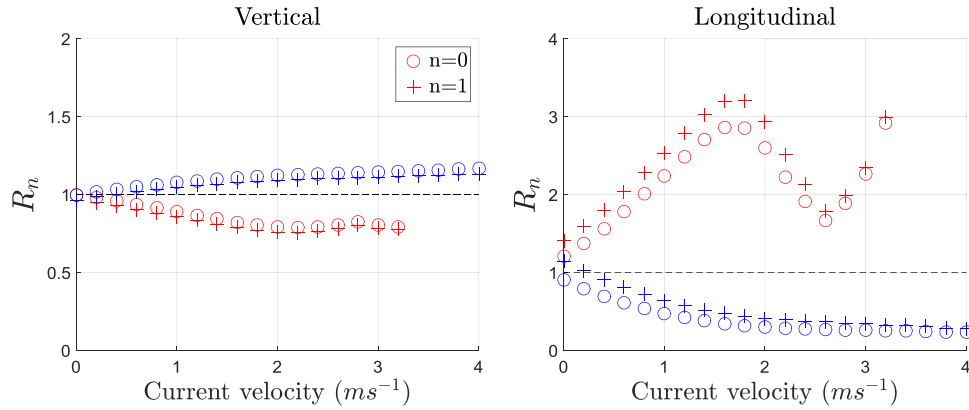 Vertical
Longitudinal
2
1.5
1
0.5
0
R_n
0 1 2 3 4
Current velocity (ms⁻¹)
n=0
n=1
4
3
2
1
0
R_n
0 1 2 3 4
Current velocity (ms⁻¹)